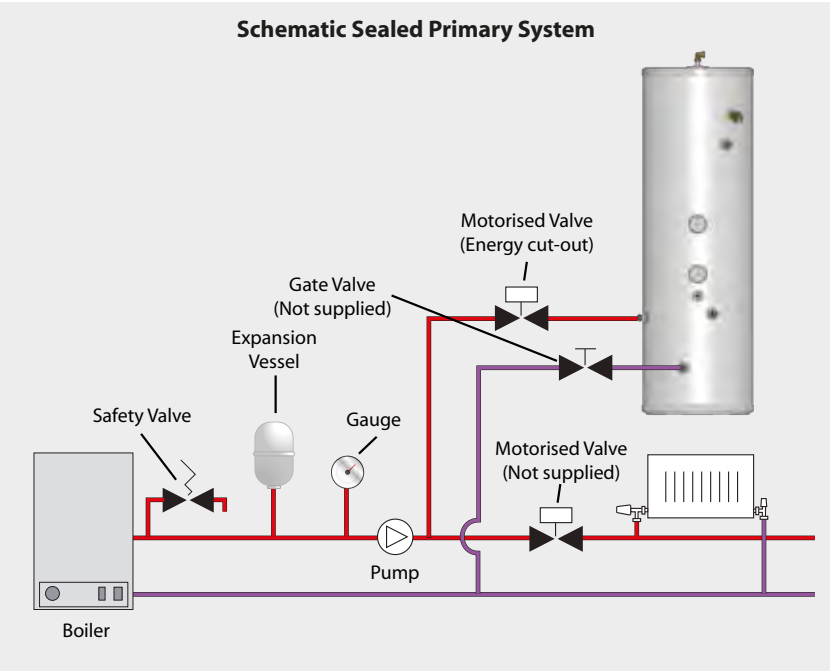 Schematic Sealed Primary System
Motorised Valve
(Energy cut-out)
Gate Valve
(Not supplied)
Expansion
Vessel
Safety Valve
Gauge
Motorised Valve
(Not supplied)
Pump
Boiler